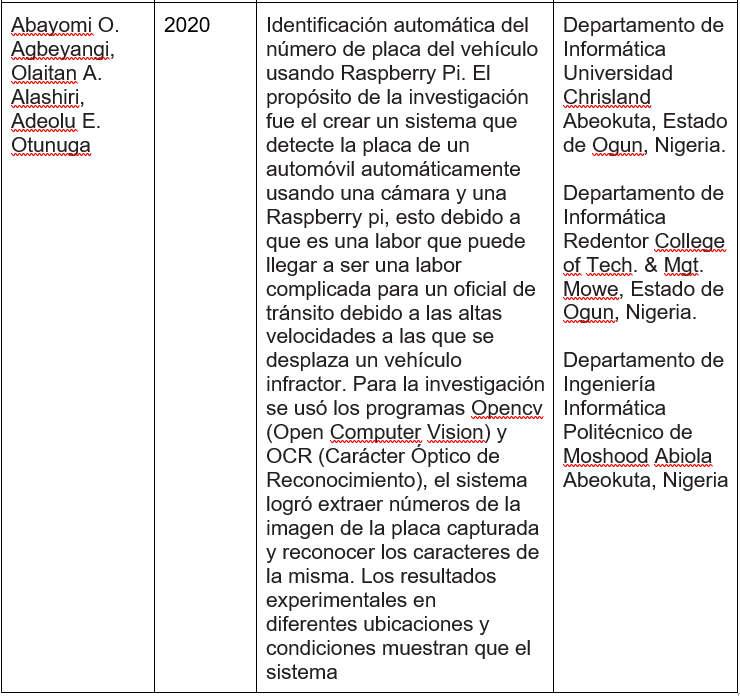 Abayomi O.
Agbeyangi,
Olaitan A.
Alashiri,
Adeolu E.
Otunuga
2020
Identificación automática del
número de placa del vehículo
usando Raspberry Pi. El
propósito de la investigación
fue el crear un sistema que
detecte la placa de un
automóvil automáticamente
usando una cámara y una
Raspberry pi, esto debido a
que es una labor que puede
llegar a ser una labor
complicada para un oficial de
tránsito debido a las altas
velocidades a las que se
desplaza un vehículo
infractor. Para la investigación
se usó los programas Opencv
(Open Computer Vision) y
OCR (Carácter Óptico de
Reconocimiento), el sistema
logró extraer números de la
imagen de la placa capturada
y reconocer los caracteres de
la misma. Los resultados
experimentales en
diferentes ubicaciones y
condiciones muestran que el
sistema
Departamento de
Informática
Universidad
Chrisland
Abeokuta, Estado
de Ogun, Nigeria.
Departamento de
Informática
Redentor College
of Tech. & Mgt.
Mowe, Estado de
Ogun, Nigeria.
Departamento de
Ingeniería
Informática
Politécnico de
Moshood Abiola
Abeokuta, Nigeria